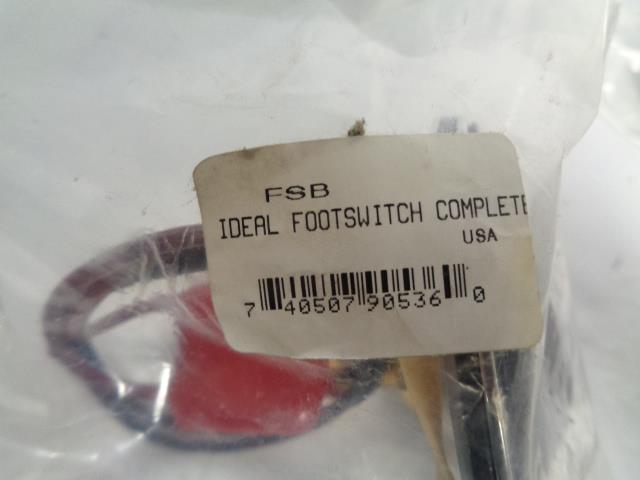 FSB
IDEAL FOOTSWITCH COMPLETE
USA
7 40507 90536 0